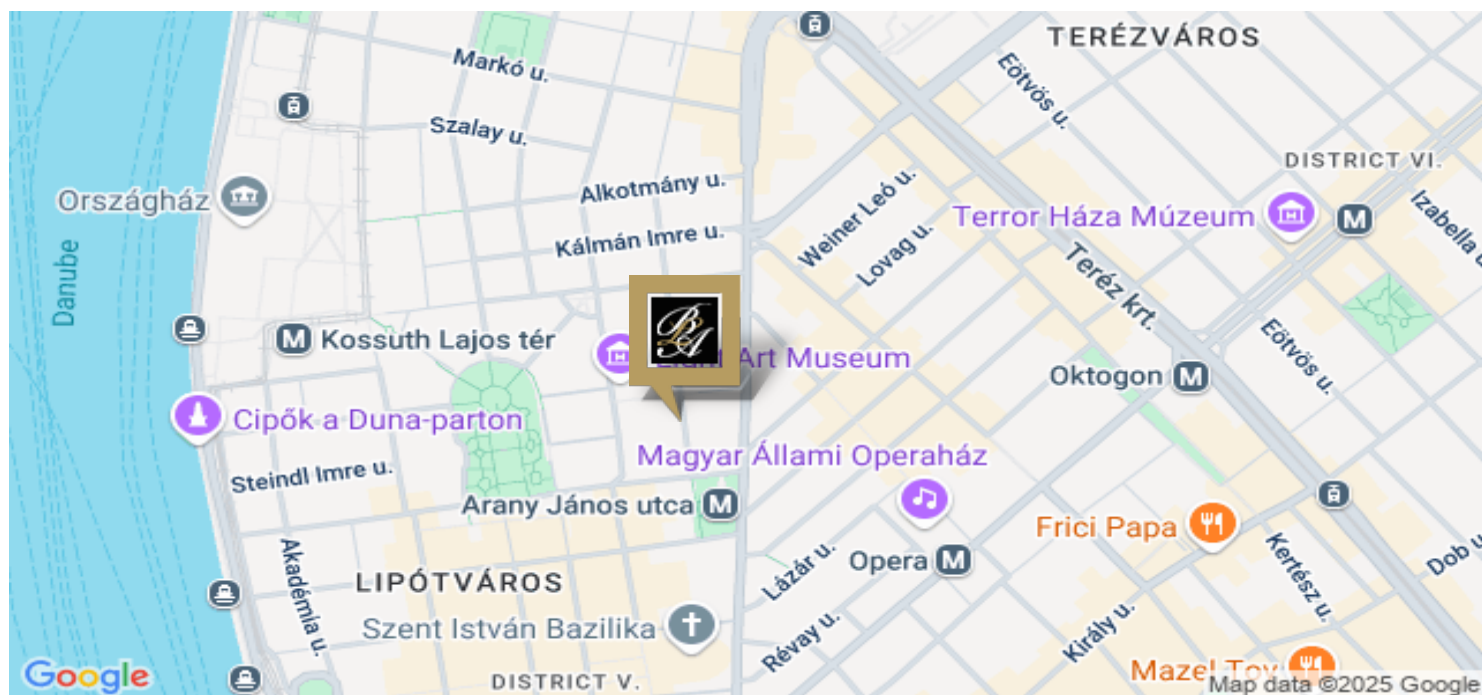 TERÉZVÁROS
Markó u.
Eötvös u.
Szalay u.
DISTRICT VI.
Alkotmány u.
Országház
Weiner Leó u.
Terror Háza Múzeum
Izabella u
Kálmán Imre u.
Lovag u.
Danube
Teréz krt.
B
A
Kossuth Lajos tér
Art Museum
Eötvös u.
Oktogon
Cipők a Duna-parton
Magyar Állami Operaház
Steindl Imre u.
Arany János utca
Frici Papa
Akadémia u.
Lázár u.
Opera
Kertész u.
Dob u
LIPÓTVÁROS
Szent István Bazilika
Révay u.
Király u.
Mazel Tov
Google
DISTRICT V.
Map data ©2025 Google